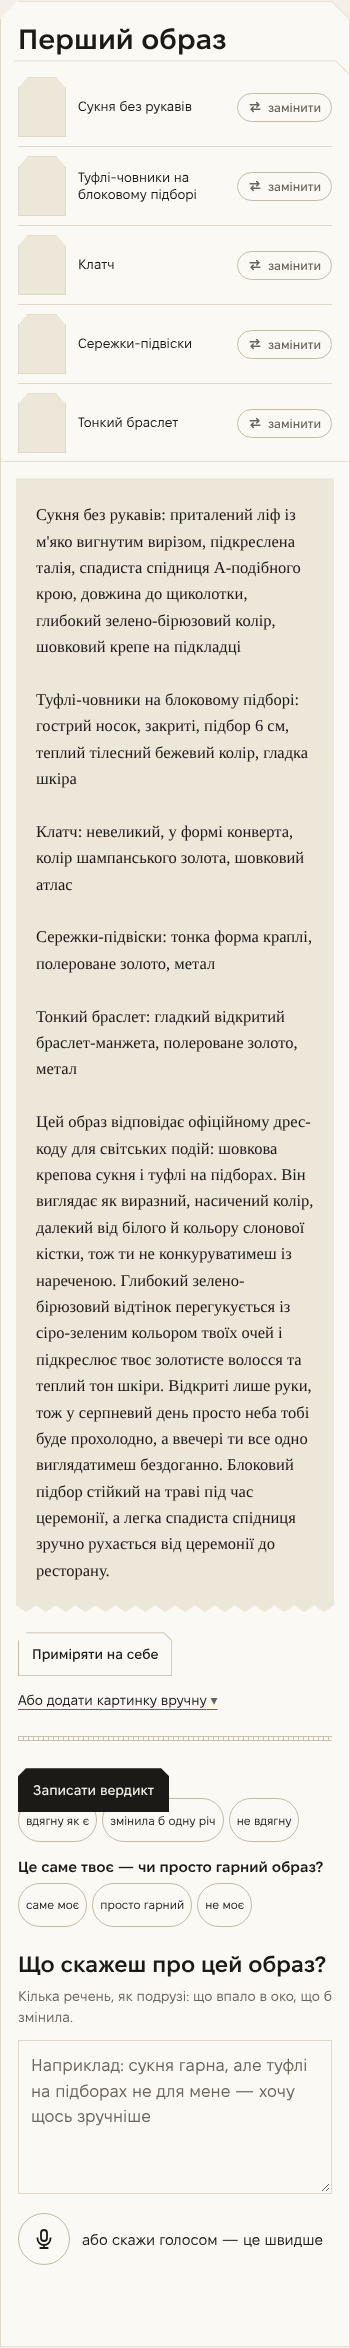 Перший образ
Сукня без рукавів
замінити
Туфлі-човники на
блоковому підборі
замінити
Клатч
замінити
Сережки-підвіски
замінити
Тонкий браслет
замінити
Сукня без рукавів: приталений ліф із
м'яко вигнутим вирізом, підкреслена
талія, спадиста спідниця А-подібного
крою, довжина до щиколотки,
глибокий зелено-бірюзовий колір,
шовковий крепе на підкладці
Туфлі-човники на блоковому підборі:
гострий носок, закриті, підбор 6 см,
теплий тілесний бежевий колір, гладка
шкіра
Клатч: невеликий, у формі конверта,
колір шампанського золота, шовковий
атлас
Сережки-підвіски: тонка форма краплі,
полероване золото, метал
Тонкий браслет: гладкий відкритий
браслет-манжета, полероване золото,
метал
Цей образ відповідає офіційному дрес-
коду для світських подій: шовкова
крепова сукня і туфлі на підборах. Він
виглядає як виразний, насичений колір,
далекий від білого й кольору слонової
кістки, тож ти не конкуруватимеш із
нареченою. Глибокий зелено-
бірюзовий відтінок перегукується із
сіро-зеленим кольором твоїх очей і
підкреслює твоє золотисте волосся та
теплий тон шкіри. Відкриті лише руки,
тож у серпневий день просто неба тобі
буде прохолодно, а ввечері ти все одно
виглядатимеш бездоганно. Блоковий
підбор стійкий на траві під час
церемонії, а легка спадиста спідниця
зручно рухається від церемонії до
ресторану.
Приміряти на себе
Або додати картинку вручну ▾
Записати вердикт
вдягну як є
змінила б одну річ
не вдягну
Це саме твоє — чи просто гарний образ?
саме моє
просто гарний
не моє
Що скажеш про цей образ?
Кілька речень, як подрузі: що впало в око, що б
змінила.
Наприклад: сукня гарна, але туфлі
на підборах не для мене — хочу
щось зручніше
або скажи голосом — це швидше